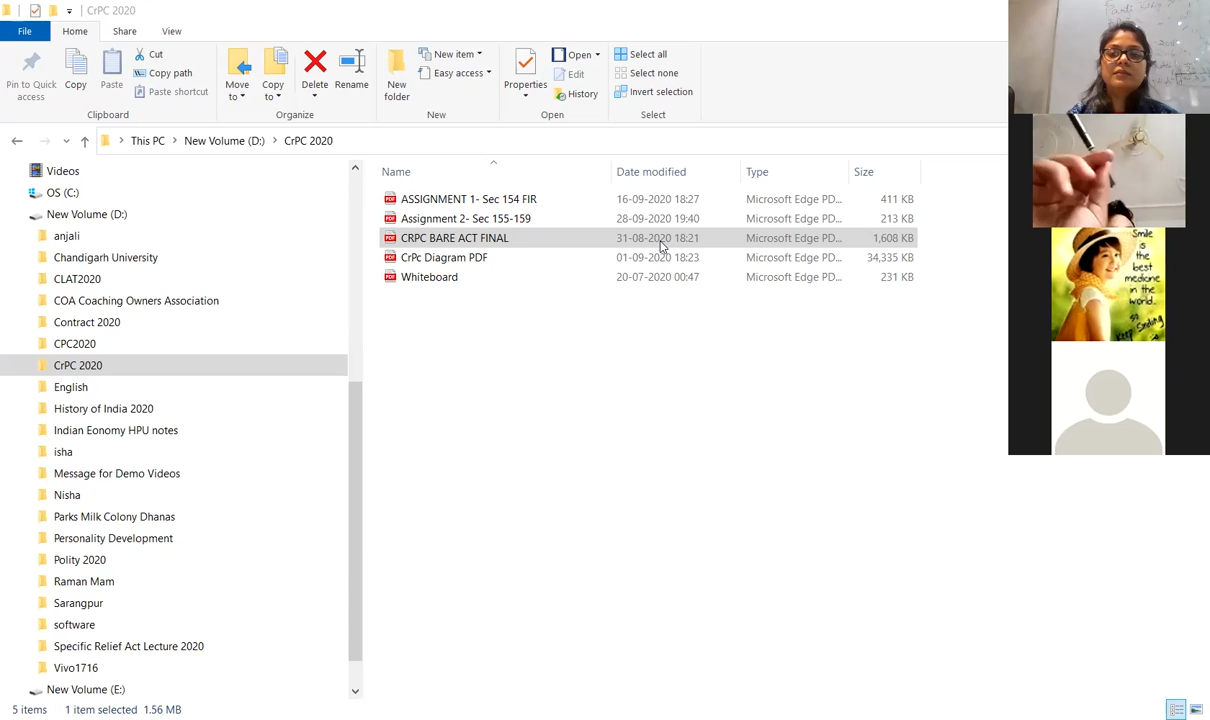 CrPC 2020
File Home Share View
Pin to Quick access
Copy
Paste
Cut
Copy path
Paste shortcut
Clipboard
Move to
Copy to
Delete
Rename
Organize
New folder
New item
Easy access
New
Properties
Open
Edit
History
Open
Select all
Select none
Invert selection
Select
This PC New Volume (D:) CrPC 2020
Videos
OS (C:)
New Volume (D:)
anjali
Chandigarh University
CLAT2020
COA Coaching Owners Association
Contract 2020
CPC2020
CrPC 2020
English
History of India 2020
Indian Eonomy HPU notes
isha
Message for Demo Videos
Nisha
Parks Milk Colony Dhanas
Personality Development
Polity 2020
Raman Mam
Sarangpur
software
Specific Relief Act Lecture 2020
Vivo1716
New Volume (E:)
Name Date modified Type Size
ASSIGNMENT 1- Sec 154 FIR 16-09-2020 18:27 Microsoft Edge PD... 411 KB
Assignment 2- Sec 155-159 28-09-2020 19:40 Microsoft Edge PD... 213 KB
CRPC BARE ACT FINAL 31-08-2020 18:21 Microsoft Edge PD... 1,608 KB
CrPc Diagram PDF 01-09-2020 18:23 Microsoft Edge PD... 34,335 KB
Whiteboard 20-07-2020 00:47 Microsoft Edge PD... 231 KB
5 items 1 item selected 1.56 MB
Smile
is the
best
medicine
in the
world.
so
Keep Smiling